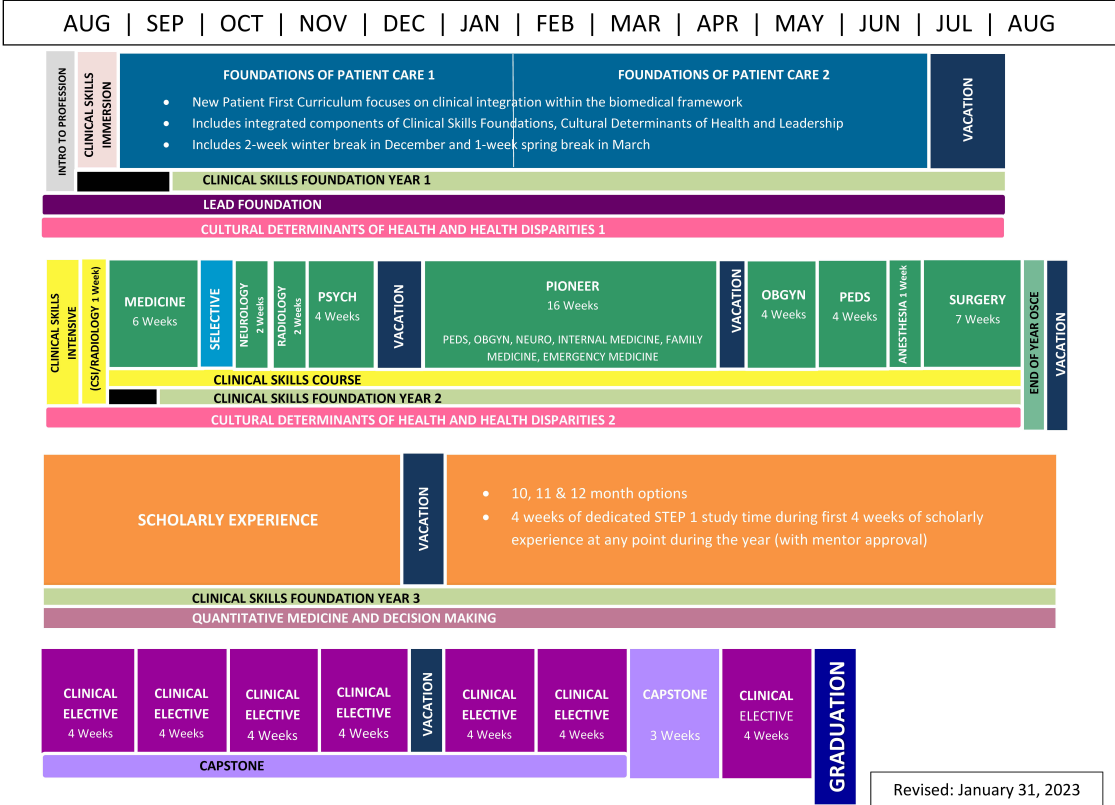 AUG | SEP | OCT | NOV | DEC | JAN | FEB | MAR | APR | MAY | JUN | JUL | AUG
INTRO TO PROFESSION
CLINICAL SKILLS
IMMERSION
FOUNDATIONS OF PATIENT CARE 1
FOUNDATIONS OF PATIENT CARE 2
• New Patient First Curriculum focuses on clinical integration within the biomedical framework
• Includes integrated components of Clinical Skills Foundations, Cultural Determinants of Health and Leadership
• Includes 2-week winter break in December and 1-week spring break in March
VACATION
CLINICAL SKILLS FOUNDATION YEAR 1
LEAD FOUNDATION
CULTURAL DETERMINANTS OF HEALTH AND HEALTH DISPARITIES 1
CLINICAL SKILLS
INTENSIVE
(CSI/RADIOLOGY 1 Week)
MEDICINE
6 Weeks
SELECTIVE
NEUROLOGY
2 Weeks
RADIOLOGY
2 Weeks
PSYCH
4 Weeks
VACATION
PIONEER
16 Weeks
PEDS, OBGYN, NEURO, INTERNAL MEDICINE, FAMILY
MEDICINE, EMERGENCY MEDICINE
VACATION
OBGYN
4 Weeks
PEDS
4 Weeks
ANESTHESIA 1 Week
SURGERY
7 Weeks
END OF YEAR OSCE
VACATION
CLINICAL SKILLS COURSE
CLINICAL SKILLS FOUNDATION YEAR 2
CULTURAL DETERMINANTS OF HEALTH AND HEALTH DISPARITIES 2
SCHOLARLY EXPERIENCE
VACATION
• 10, 11 & 12 month options
• 4 weeks of dedicated STEP 1 study time during first 4 weeks of scholarly
experience at any point during the year (with mentor approval)
CLINICAL SKILLS FOUNDATION YEAR 3
QUANTITATIVE MEDICINE AND DECISION MAKING
CLINICAL
ELECTIVE
4 Weeks
CLINICAL
ELECTIVE
4 Weeks
CLINICAL
ELECTIVE
4 Weeks
CLINICAL
ELECTIVE
4 Weeks
VACATION
CLINICAL
ELECTIVE
4 Weeks
CLINICAL
ELECTIVE
4 Weeks
CAPSTONE
3 Weeks
CLINICAL
ELECTIVE
4 Weeks
GRADUATION
CAPSTONE
Revised: January 31, 2023